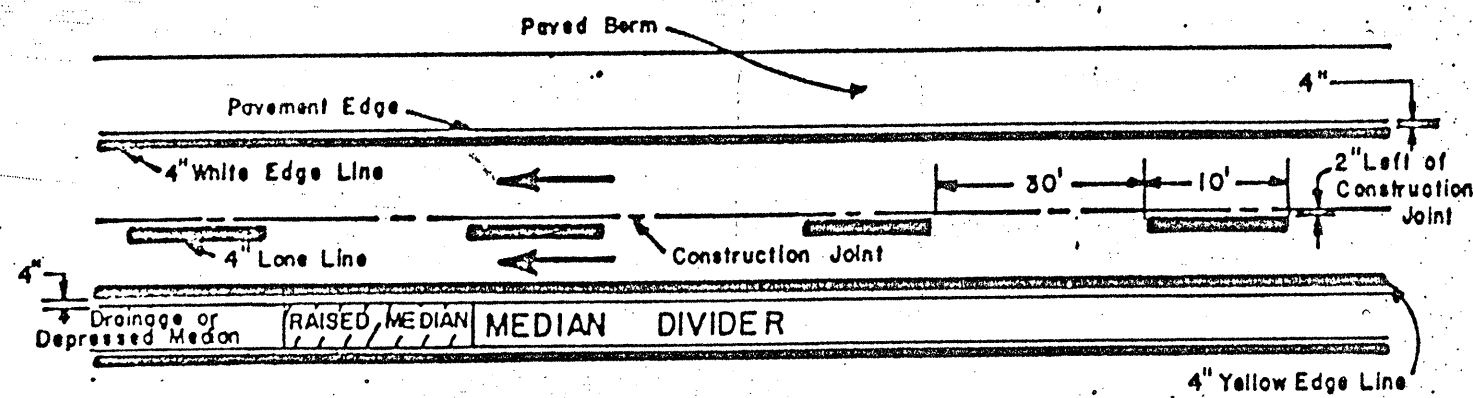 Paved Berm
4"
Pavement Edge
4" White Edge Line
30'
10'
2" Left of
Construction
Joint
4" Lane Line
Construction Joint
4"
Drainage or
Depressed Median
RAISED MEDIAN
MEDIAN DIVIDER
4" Yellow Edge Line